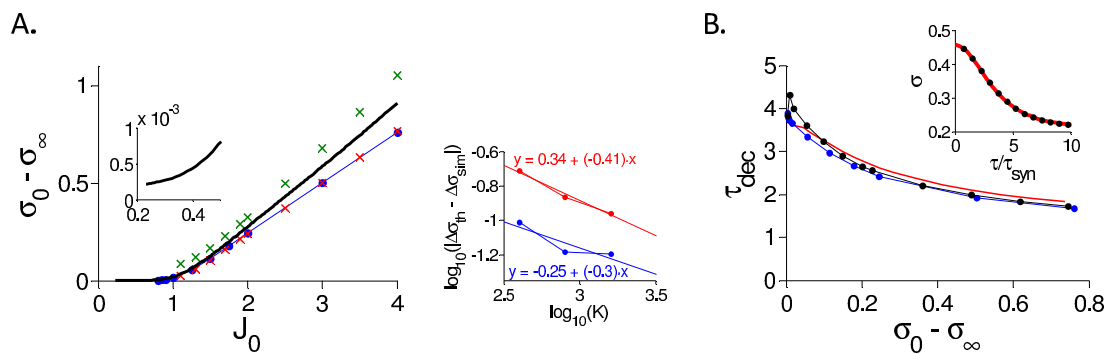 A.
σ0 - σ∞
1
0.5
0
0 1 2 3 4
J0
1 x 10-3
0.5
0
0.2 0.4
log10(|Δσth - Δσsim|)
-0.6
-0.8
-1
-1.2
2.5 3 3.5
log10(K)
y = 0.34 + (-0.41)·x
y = -0.25 + (-0.3)·x
B.
τdec
5
4
3
2
1
0
0 0.2 0.4 0.6 0.8
σ0 - σ∞
σ
0.5
0.4
0.3
0.2
0 5 10
τ/τsyn